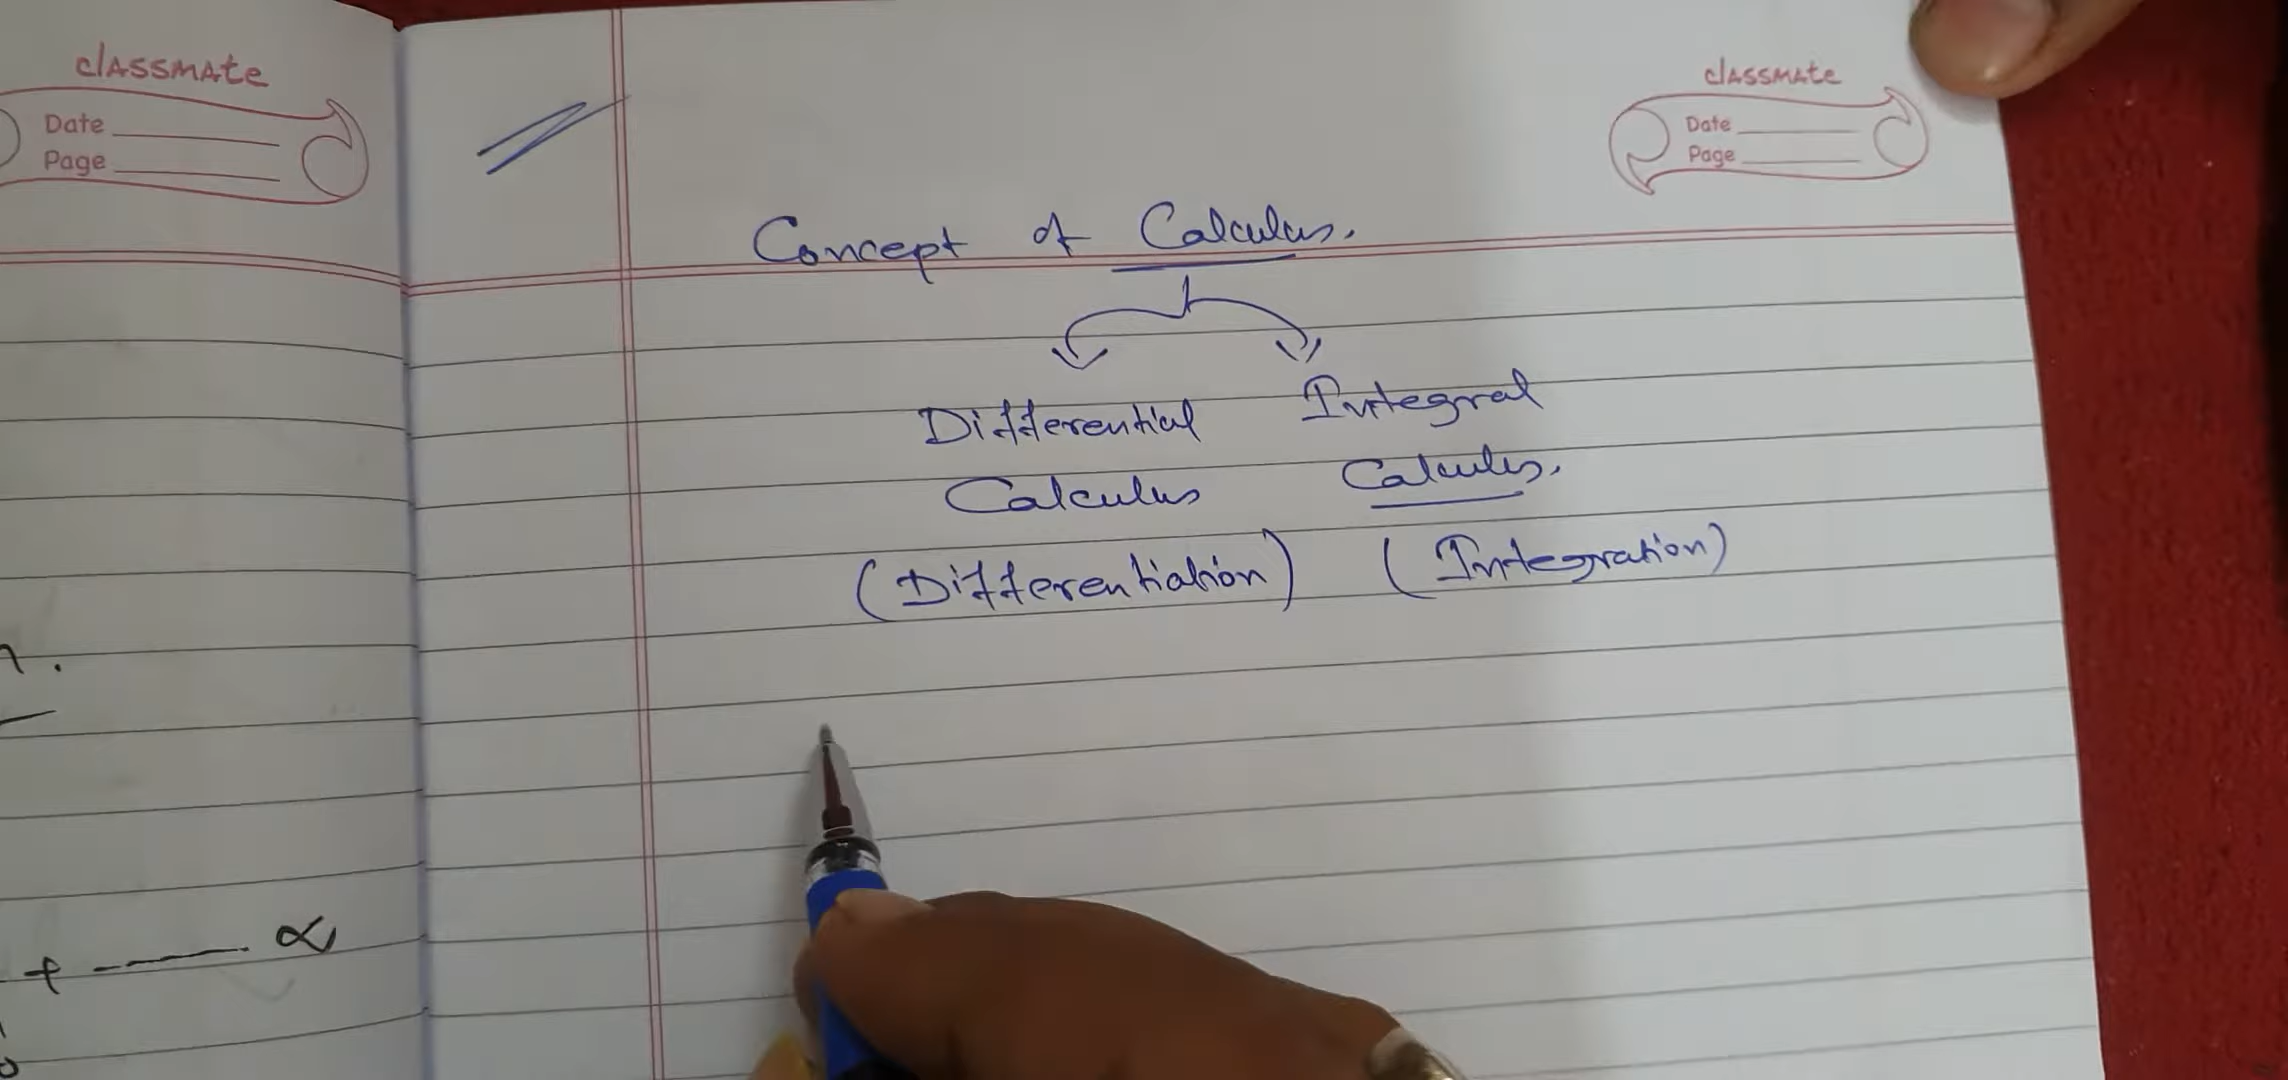 classmate
Date
Page
+ ------ ∝
classmate
Date
Page
Concept of Calculus.
Differential Integral
Calculus Calculus.
(Differentiation) (Integration)